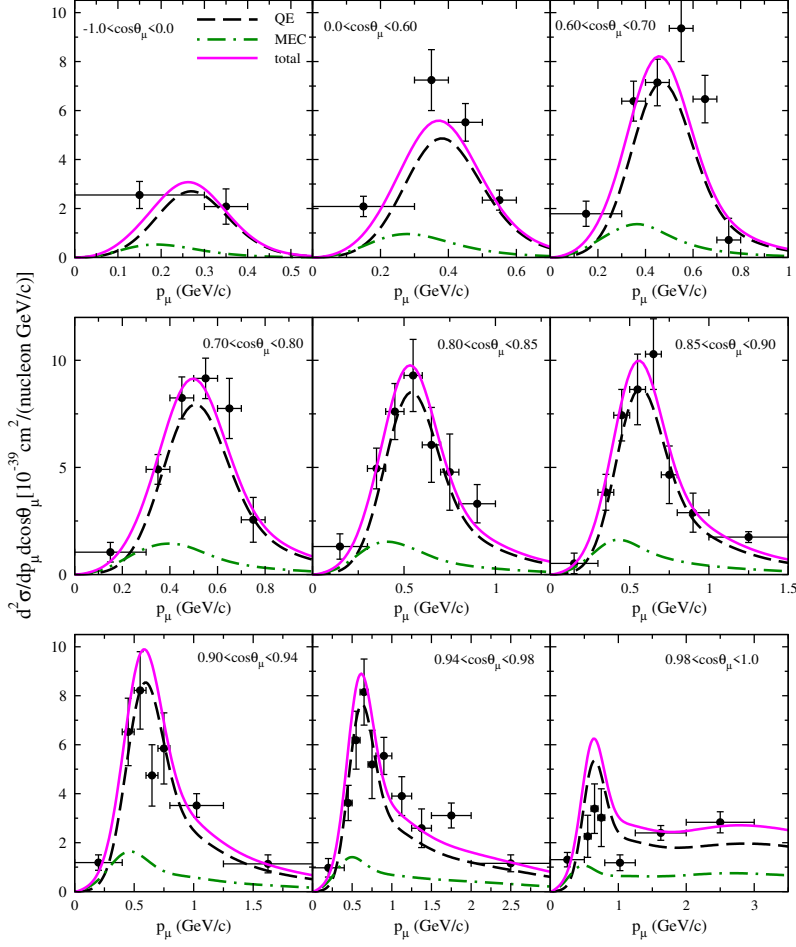 -1.0<cosθμ<0.0
QE
MEC
total
0.0<cosθμ<0.60
0.60<cosθμ<0.70
10
8
6
4
2
0
0 0.1 0.2 0.3 0.4 0.5
0 0.2 0.4 0.6
0.2 0.4 0.6 0.8 1
pμ (GeV/c)
pμ (GeV/c)
pμ (GeV/c)
d²σ/dpμ dcosθμ [10⁻³⁹ cm²/(nucleon GeV/c)]
0.70<cosθμ<0.80
0.80<cosθμ<0.85
0.85<cosθμ<0.90
10
5
0
0 0.2 0.4 0.6 0.8
0 0.5 1
0 0.5 1 1.5
pμ (GeV/c)
pμ (GeV/c)
pμ (GeV/c)
0.90<cosθμ<0.94
0.94<cosθμ<0.98
0.98<cosθμ<1.0
10
8
6
4
2
0
0 0.5 1 1.5 2
0.5 1 1.5 2 2.5
0 1 2 3
pμ (GeV/c)
pμ (GeV/c)
pμ (GeV/c)